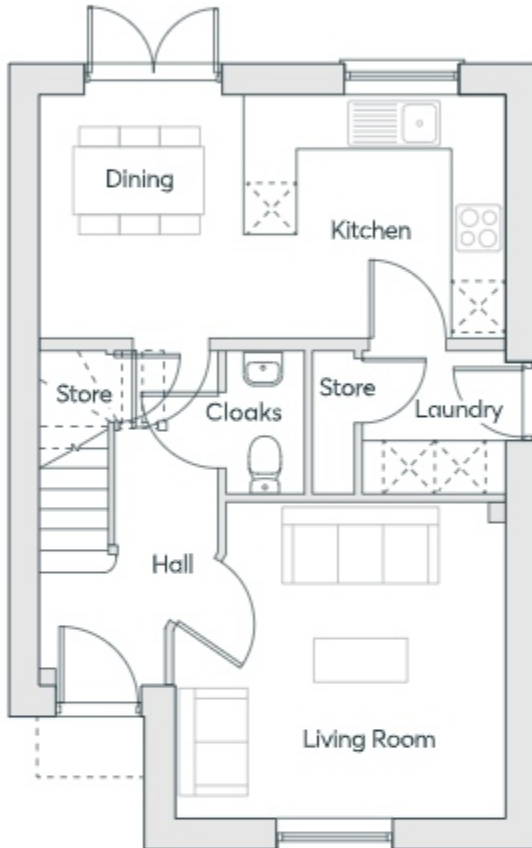 Dining
Kitchen
Store
Cloaks
Store
Laundry
Hall
Living Room